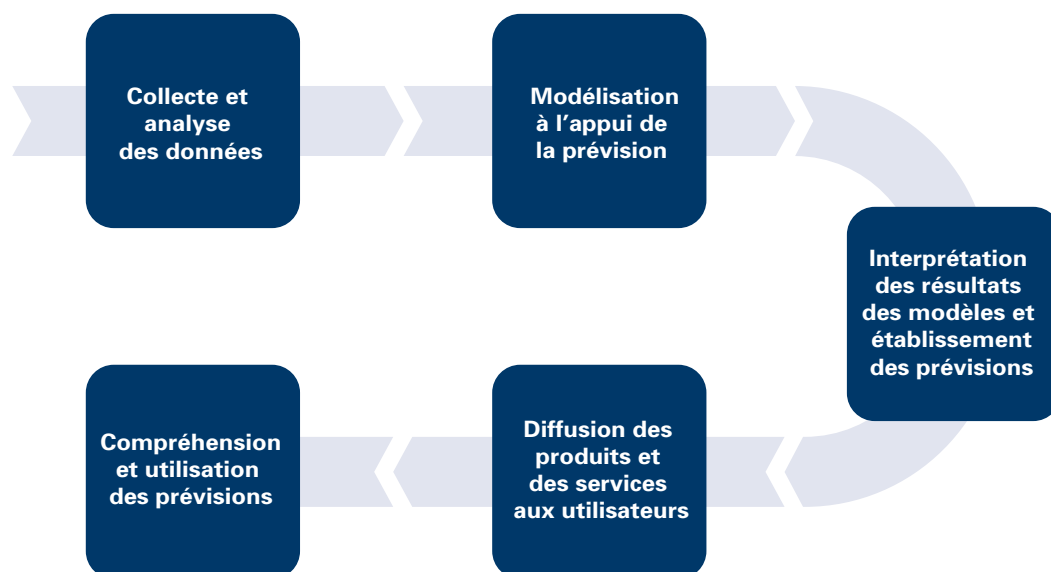 Collecte et
analyse
des données
Modélisation
à l'appui de
la prévision
Interprétation
des résultats
des modèles et
établissement
des prévisions
Diffusion des
produits et
des services
aux utilisateurs
Compréhension
et utilisation
des prévisions